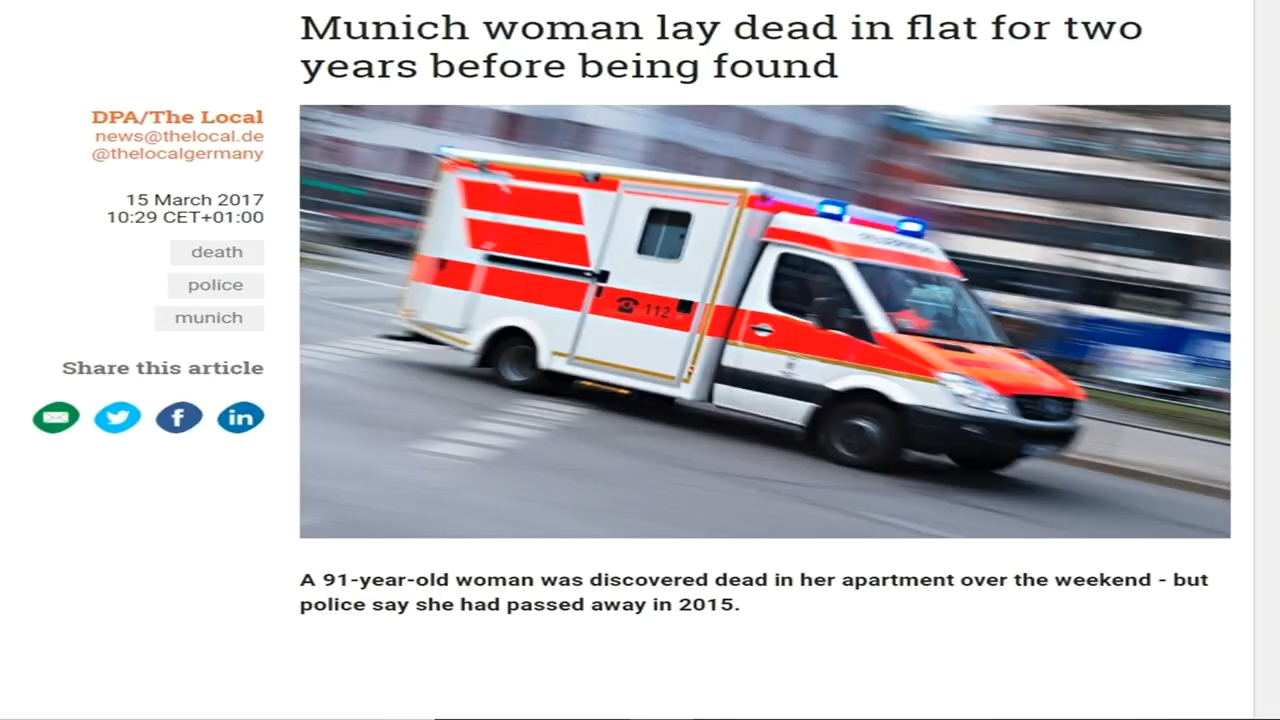 Munich woman lay dead in flat for two
years before being found
DPA/The Local
news@thelocal.de
@thelocalgermany
15 March 2017
10:29 CET+01:00
death
police
munich
Share this article
f
in
112
A 91-year-old woman was discovered dead in her apartment over the weekend - but
police say she had passed away in 2015.